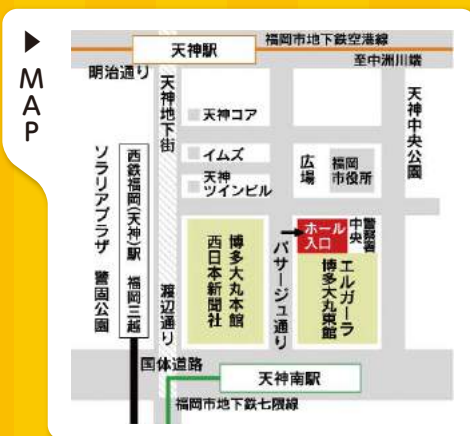 ▶ MAP
福岡市地下鉄空港線
天神駅
至中洲川端
明治通り
天神地下街
天神コア
イムズ
天神
ツインビル
広場
福岡
市役所
天神中央公園
ソラリアプラザ 警固公園
西鉄福岡(天神)駅 福岡三越
渡辺通り
博多大丸本館
西日本新聞社
パサージュ通り
ホール
入口
中央
警察署
エルガーラ
博多大丸東館
国体道路
天神南駅
福岡市地下鉄七隈線